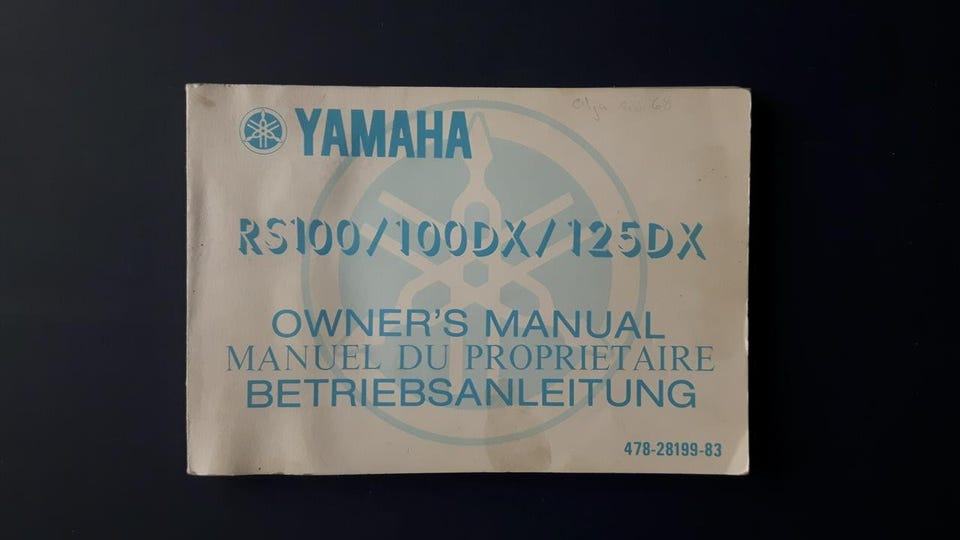 YAMAHA
RS100/100DX/125DX
OWNER'S MANUAL
MANUEL DU PROPRIETAIRE
BETRIEBSANLEITUNG
478-28199-83